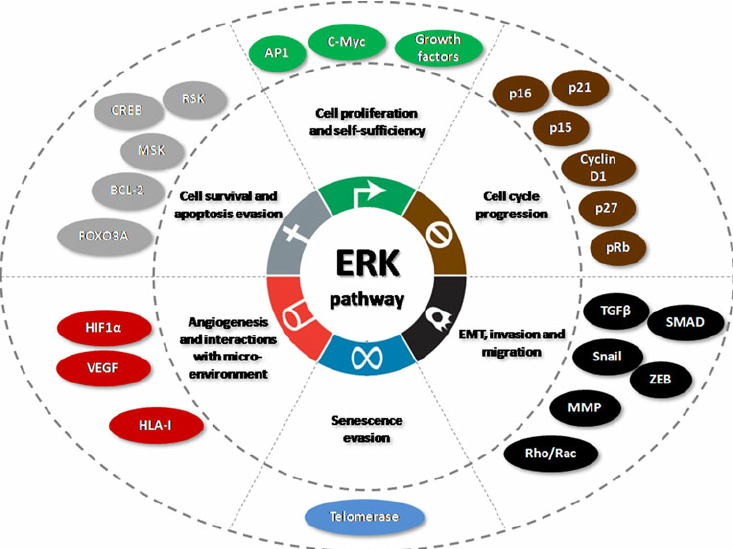 AP1
C-Myc
Growth
factors
Cell proliferation
and self-sufficiency
p16
p21
p15
Cyclin
D1
p27
pRb
Cell cycle
progression
CREB
RSK
MSK
BCL-2
FOXO3A
Cell survival and
apoptosis evasion
ERK
pathway
HIF1α
VEGF
HLA-I
Angiogenesis
and interactions
with micro-
environment
EMT, invasion and
migration
TGFβ
SMAD
Snail
ZEB
MMP
Rho/Rac
Senescence
evasion
Telomerase